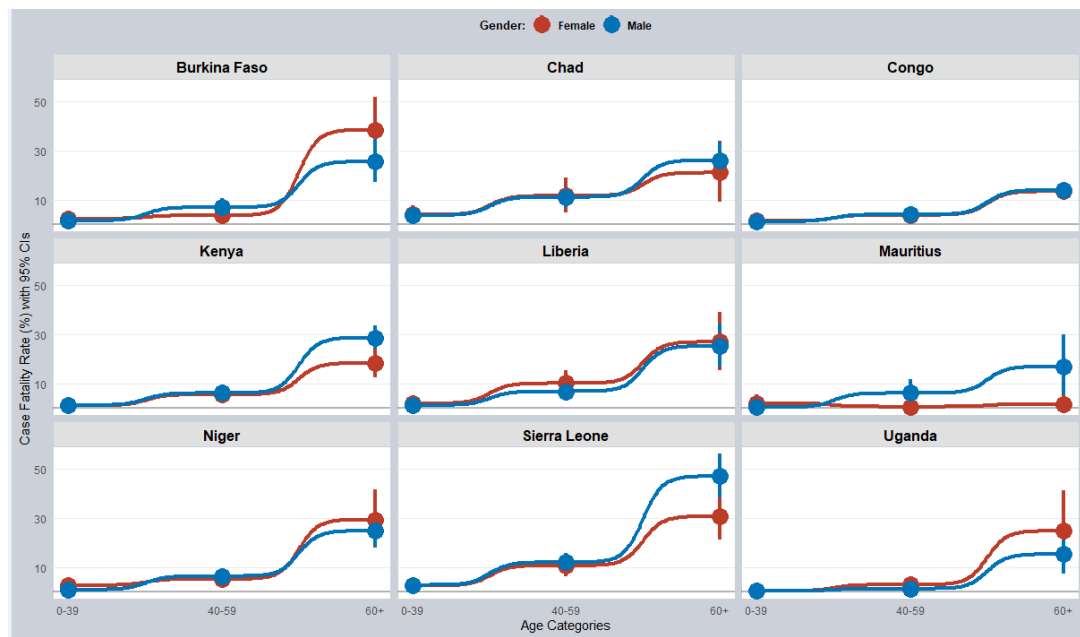 Gender: Female Male
Burkina Faso Chad Congo
50
30
10
Kenya Liberia Mauritius
50
30
10
Niger Sierra Leone Uganda
50
30
10
0-39 40-59 60+ 0-39 40-59 60+ 0-39 40-59 60+
Age Categories
Case Fatality Rate (%) with 95% CIs